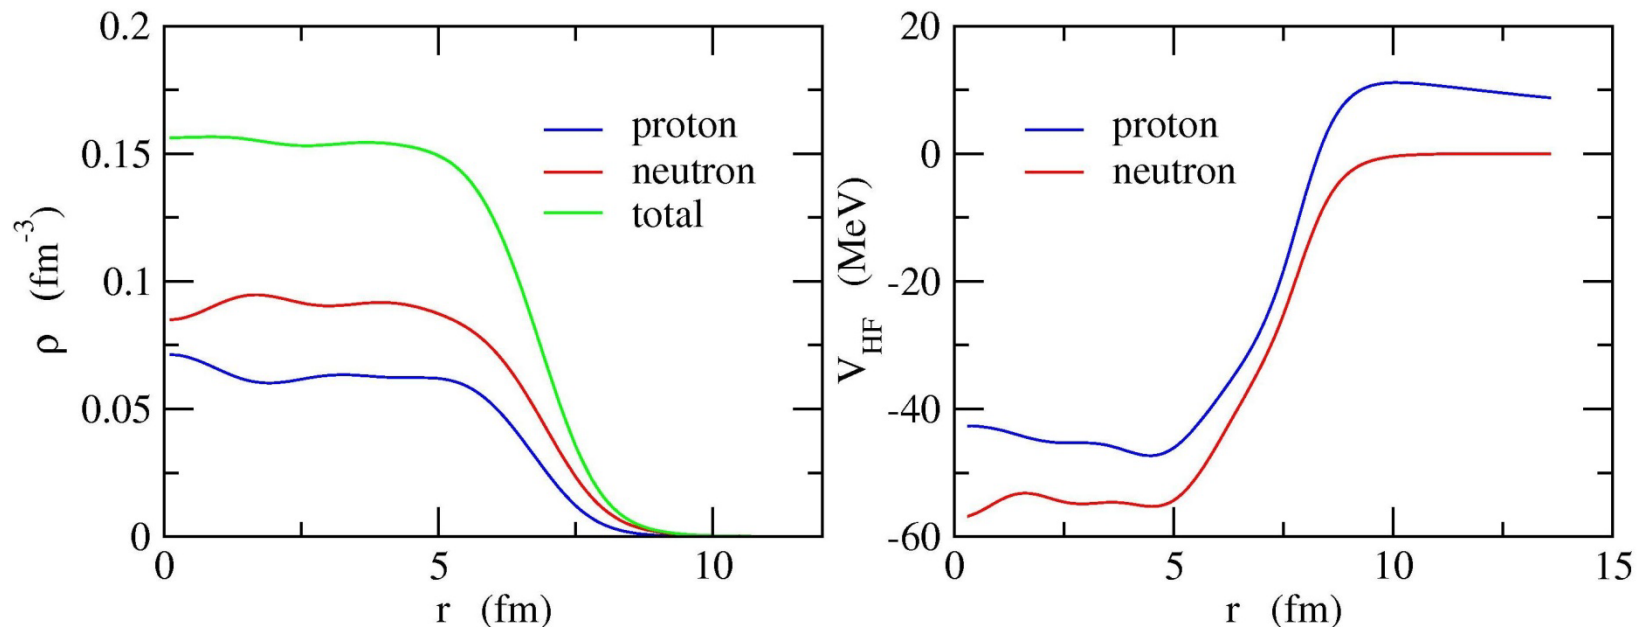 0.2
0.15
0.1
0.05
0
ρ (fm⁻³)
proton
neutron
total
0
5
10
r (fm)
20
0
-20
-40
-60
V_HF (MeV)
proton
neutron
0
5
10
15
r (fm)